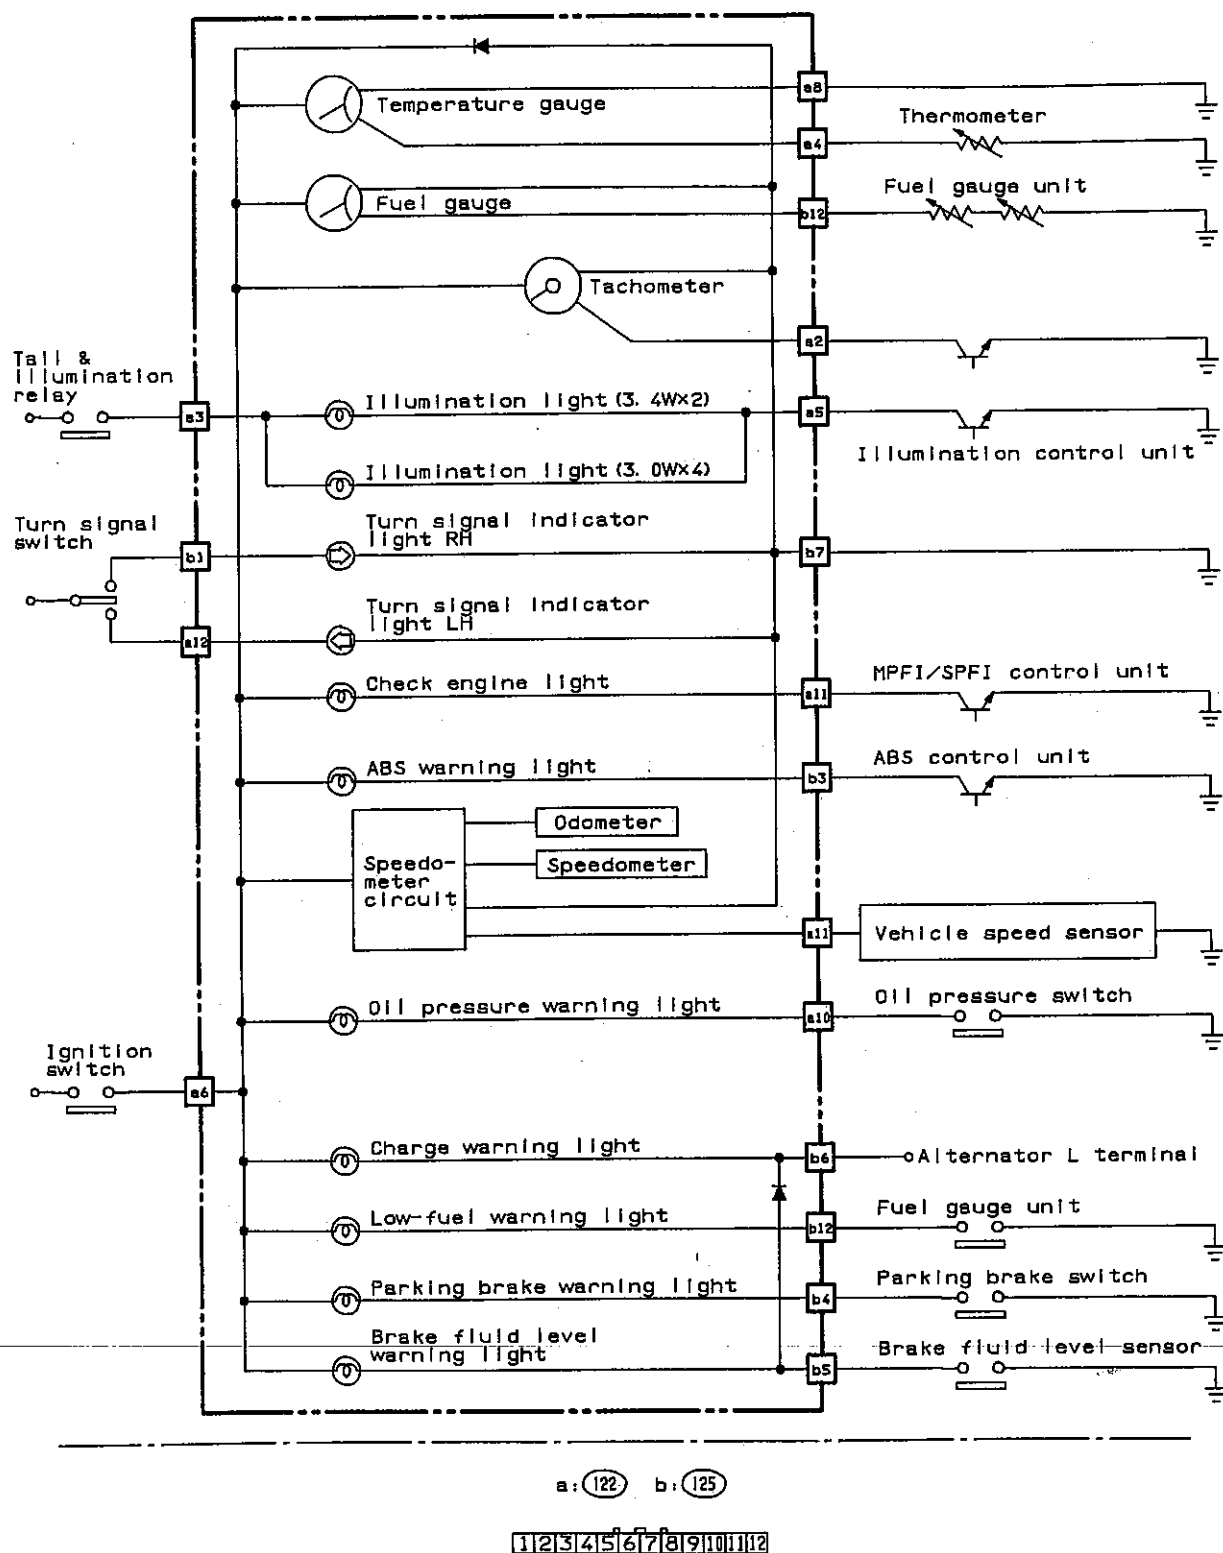 a8
Temperature gauge
Thermometer
a4
Fuel gauge unit
Fuel gauge
b12
Tachometer
a2
Tail &
illumination
relay
a3
Illumination light (3. 4W×2)
a5
Illumination control unit
Illumination light (3. 0W×4)
Turn signal
switch
Turn signal indicator
light RH
b1
b7
Turn signal indicator
light LH
a12
MPFI/SPFI control unit
Check engine light
a11
ABS control unit
ABS warning light
b3
Odometer
Speedo-
meter
circuit
Speedometer
a11
Vehicle speed sensor
Oil pressure warning light
Oil pressure switch
a10
Ignition
switch
a6
Charge warning light
b6
Alternator L terminal
Low-fuel warning light
Fuel gauge unit
b12
Parking brake warning light
Parking brake switch
b4
Brake fluid level
warning light
Brake fluid level sensor
b5
a: 122 b: 125
1 2 3 4 5 6 7 8 9 10 11 12